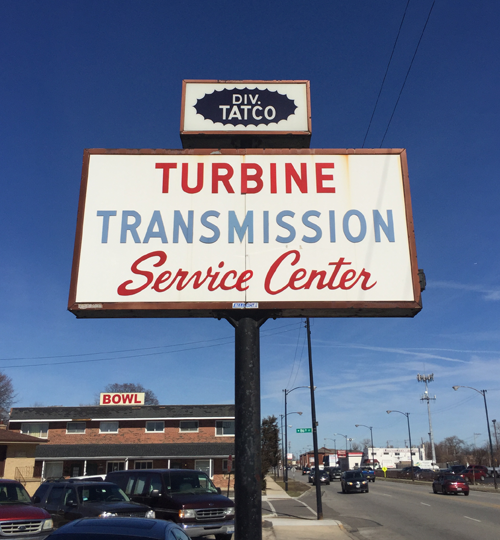 DIV.
TATCO
TURBINE
TRANSMISSION
Service Center
BOWL